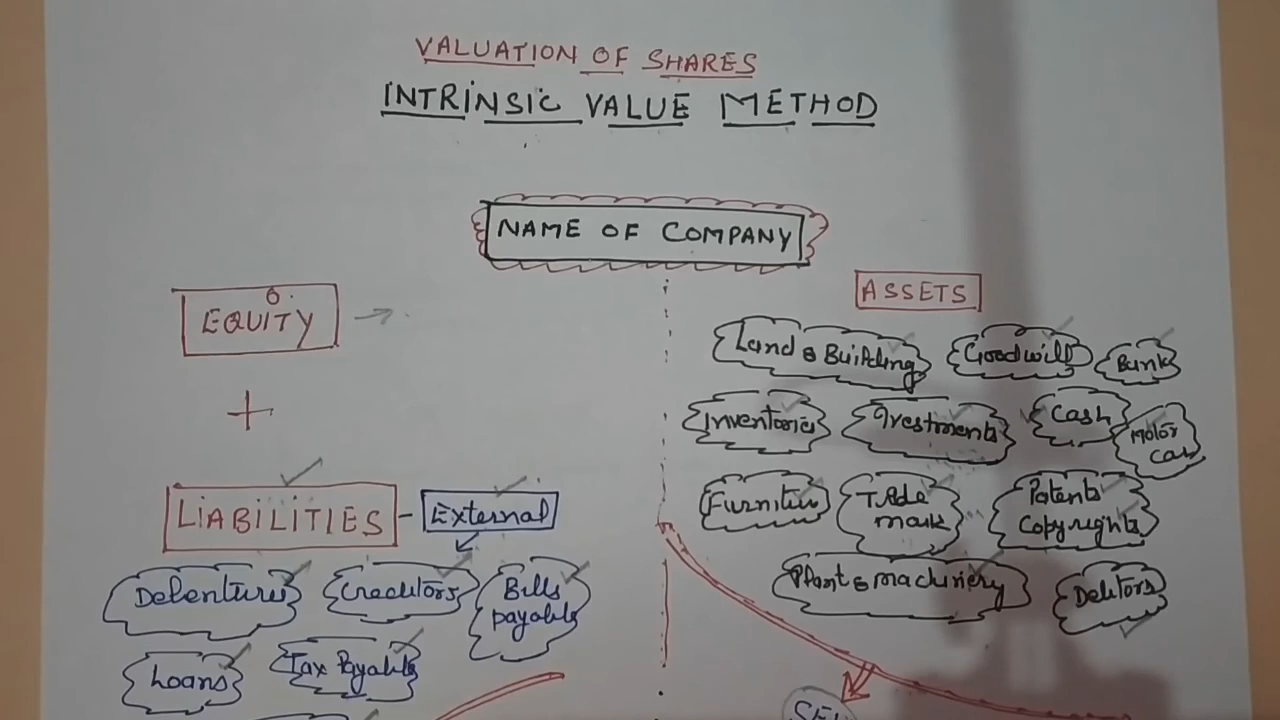 VALUATION OF SHARES
INTRINSIC VALUE METHOD
NAME OF COMPANY
EQUITY
+
LIABILITIES - External
Debentures
Creditors
Bills
payable
Loans
Tax Payable
ASSETS
Land & Building
Goodwill
Bank
Inventories
Investments
Cash
Motor
Car
Furniture
Trade
mark
Patents
Copyrights
Plant & machinery
Debtors